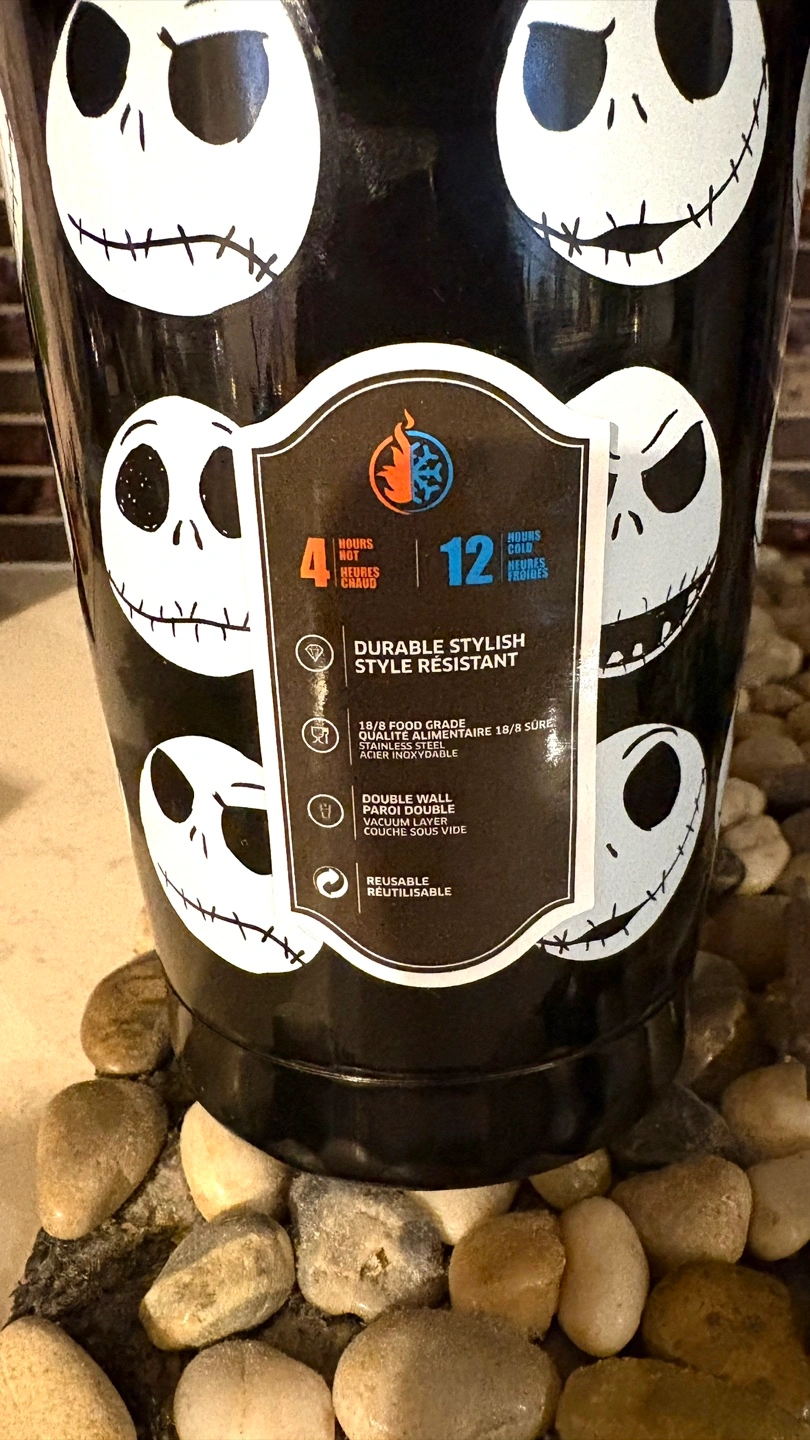 4 HOURS HOT
HEURES CHAUD
12 HOURS COLD
HEURES FROIDES
DURABLE STYLISH
STYLE RÉSISTANT
18/8 FOOD GRADE
QUALITÉ ALIMENTAIRE 18/8 SÛRE
STAINLESS STEEL
ACIER INOXYDABLE
DOUBLE WALL
PAROI DOUBLE
VACUUM LAYER
COUCHE SOUS VIDE
REUSABLE
RÉUTILISABLE